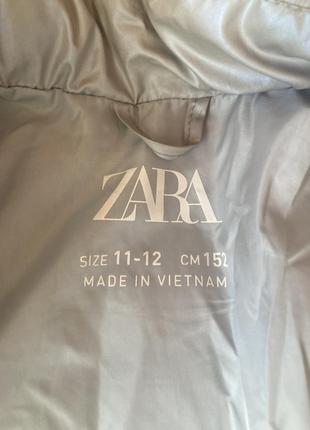 ZARA
SIZE 11-12 CM 152
MADE IN VIETNAM